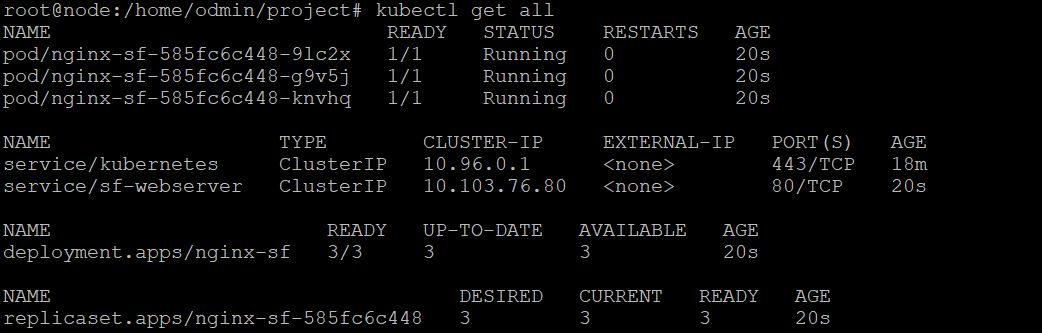 root@node:/home/odmin/project# kubectl get all
NAME READY STATUS RESTARTS AGE
pod/nginx-sf-585fc6c448-9lc2x 1/1 Running 0 20s
pod/nginx-sf-585fc6c448-g9v5j 1/1 Running 0 20s
pod/nginx-sf-585fc6c448-knvhq 1/1 Running 0 20s
NAME TYPE CLUSTER-IP EXTERNAL-IP PORT(S) AGE
service/kubernetes ClusterIP 10.96.0.1 <none> 443/TCP 18m
service/sf-webserver ClusterIP 10.103.76.80 <none> 80/TCP 20s
NAME READY UP-TO-DATE AVAILABLE AGE
deployment.apps/nginx-sf 3/3 3 3 20s
NAME DESIRED CURRENT READY AGE
replicaset.apps/nginx-sf-585fc6c448 3 3 3 20s